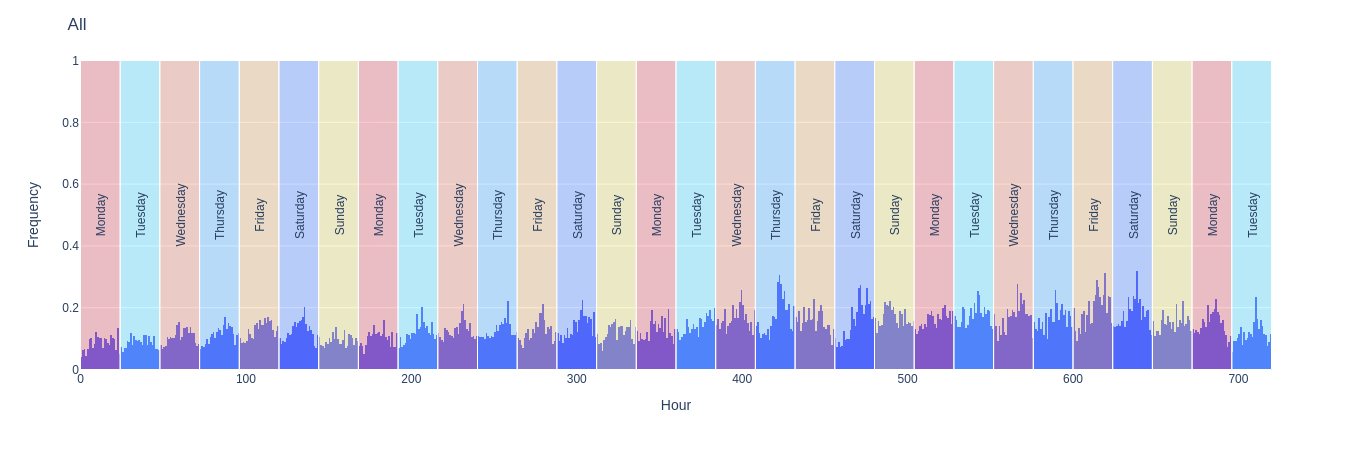 All
Frequency
1
0.8
0.6
0.4
0.2
0
Monday
Tuesday
Wednesday
Thursday
Friday
Saturday
Sunday
Monday
Tuesday
Wednesday
Thursday
Friday
Saturday
Sunday
Monday
Tuesday
Wednesday
Thursday
Friday
Saturday
Sunday
Monday
Tuesday
Wednesday
Thursday
Friday
Saturday
Sunday
Monday
Tuesday
0
100
200
300
400
500
600
700
Hour